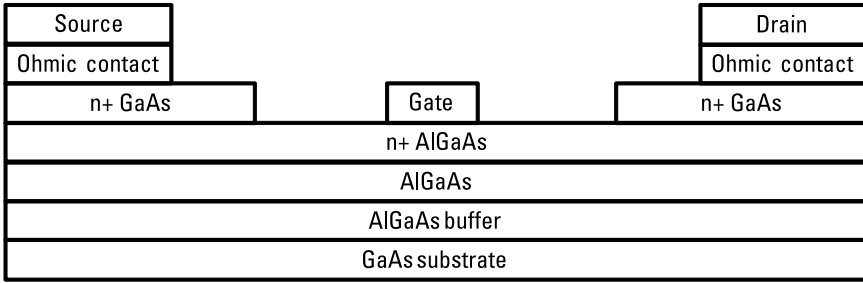 Source
Drain
Ohmic contact
Ohmic contact
n+ GaAs
Gate
n+ GaAs
n+ AlGaAs
AlGaAs
AlGaAs buffer
GaAs substrate